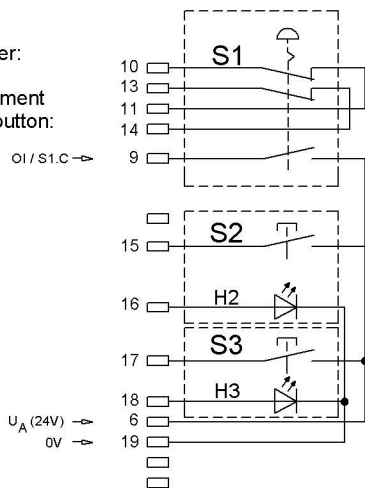 er:
ment
button:
S1
10
13
11
14
OI / S1.C
9
S2
15
16
H2
S3
17
18
H3
U_A (24V)
6
0V
19